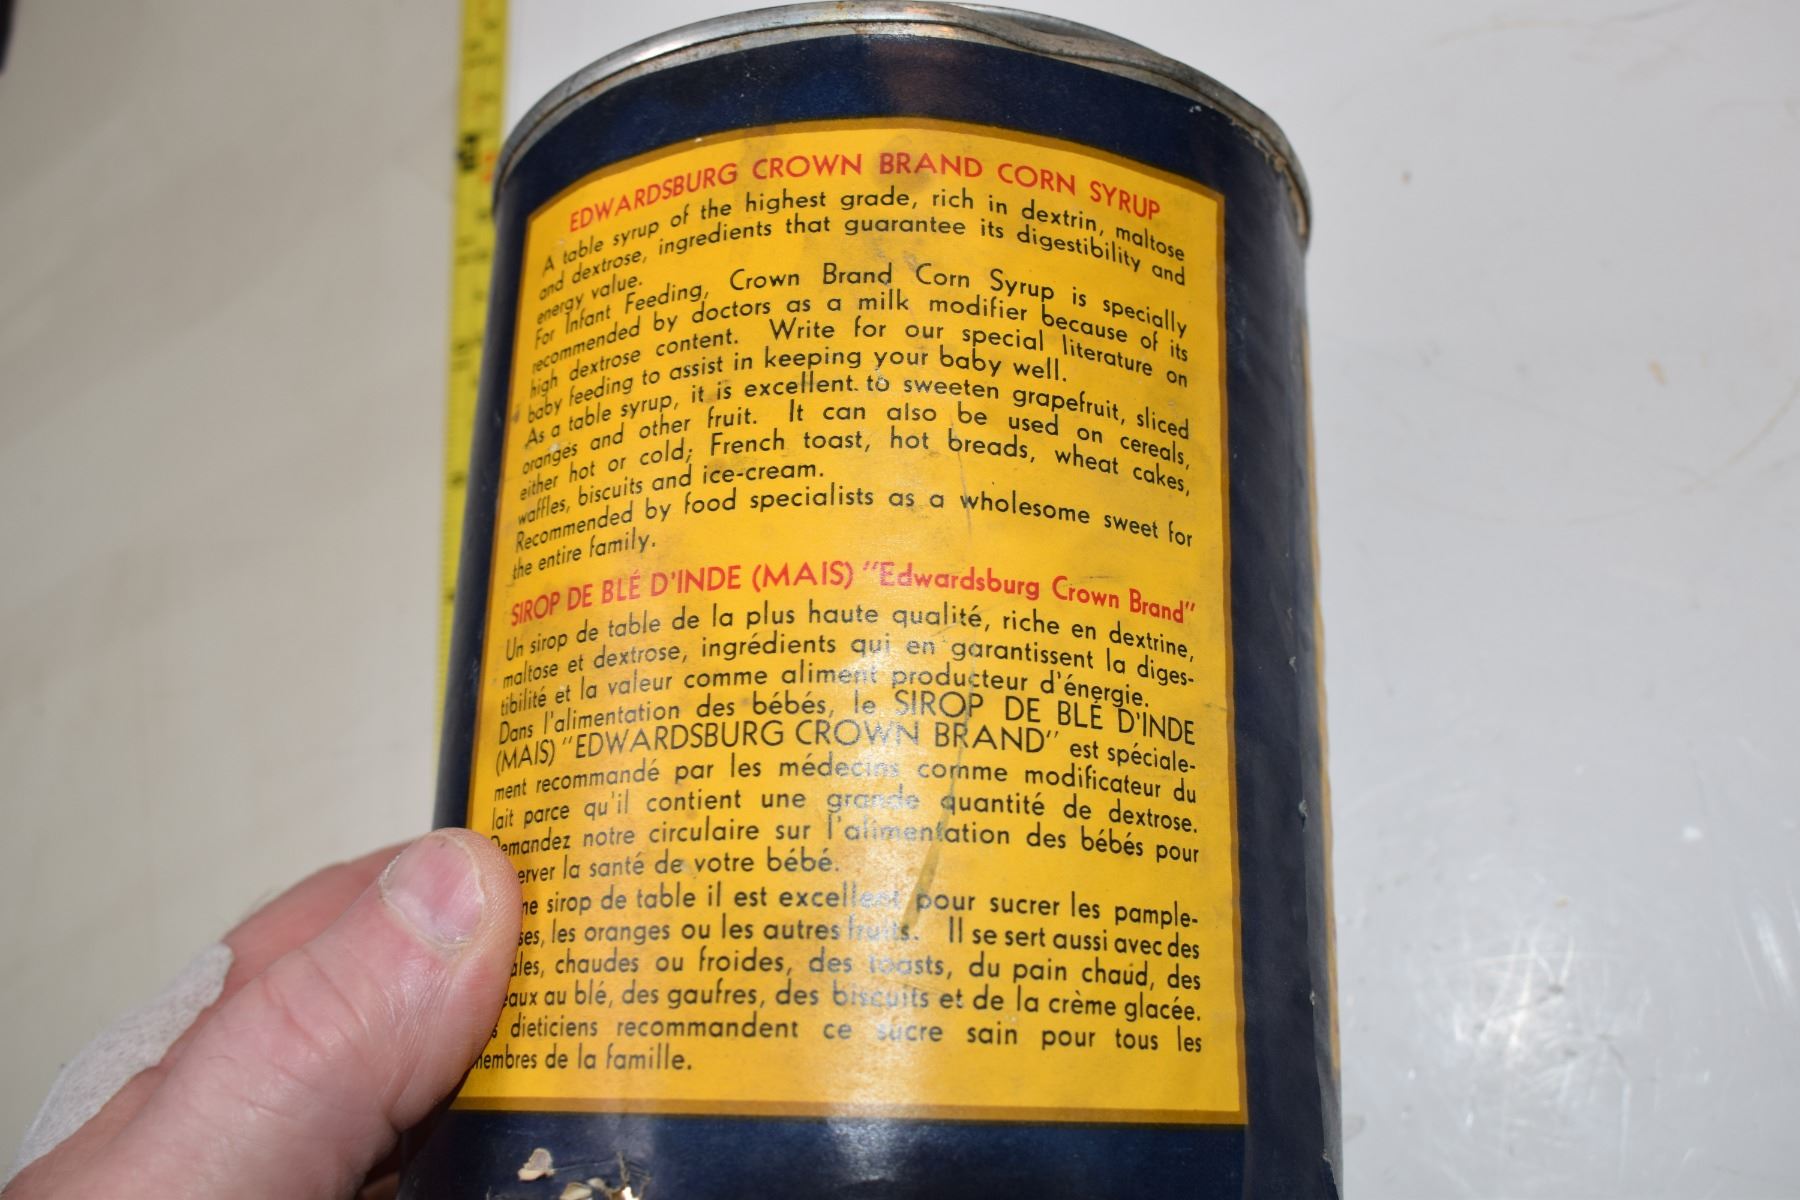 EDWARDSBURG CROWN BRAND CORN SYRUP
A table syrup of the highest grade, rich in dextrin, maltose
and dextrose, ingredients that guarantee its digestibility and
energy value.
For Infant Feeding, Crown Brand Corn Syrup is specially
recommended by doctors as a milk modifier because of its
high dextrose content. Write for our special literature on
baby feeding to assist in keeping your baby well.
As a table syrup, it is excellent to sweeten grapefruit, sliced
oranges and other fruit. It can also be used on cereals,
either hot or cold; French toast, hot breads, wheat cakes,
waffles, biscuits and ice-cream.
Recommended by food specialists as a wholesome sweet for
the entire family.
SIROP DE BLÉ D'INDE (MAIS) "Edwardsburg Crown Brand"
Un sirop de table de la plus haute qualité, riche en dextrine,
maltose et dextrose, ingrédients qui en garantissent la diges-
tibilité et la valeur comme aliment producteur d'énergie.
Dans l'alimentation des bébés, le SIROP DE BLÉ D'INDE
(MAIS) "EDWARDSBURG CROWN BRAND" est spéciale-
ment recommandé par les médecins comme modificateur du
lait parce qu'il contient une grande quantité de dextrose.
Demandez notre circulaire sur l'alimentation des bébés pour
erver la santé de votre bébé.
me sirop de table il est excellent pour sucrer les pample-
ses, les oranges ou les autres fruits. Il se sert aussi avec des
ales, chaudes ou froides, des toasts, du pain chaud, des
eaux au blé, des gaufres, des biscuits et de la crème glacée.
s dieticiens recommandent ce sucre sain pour tous les
membres de la famille.